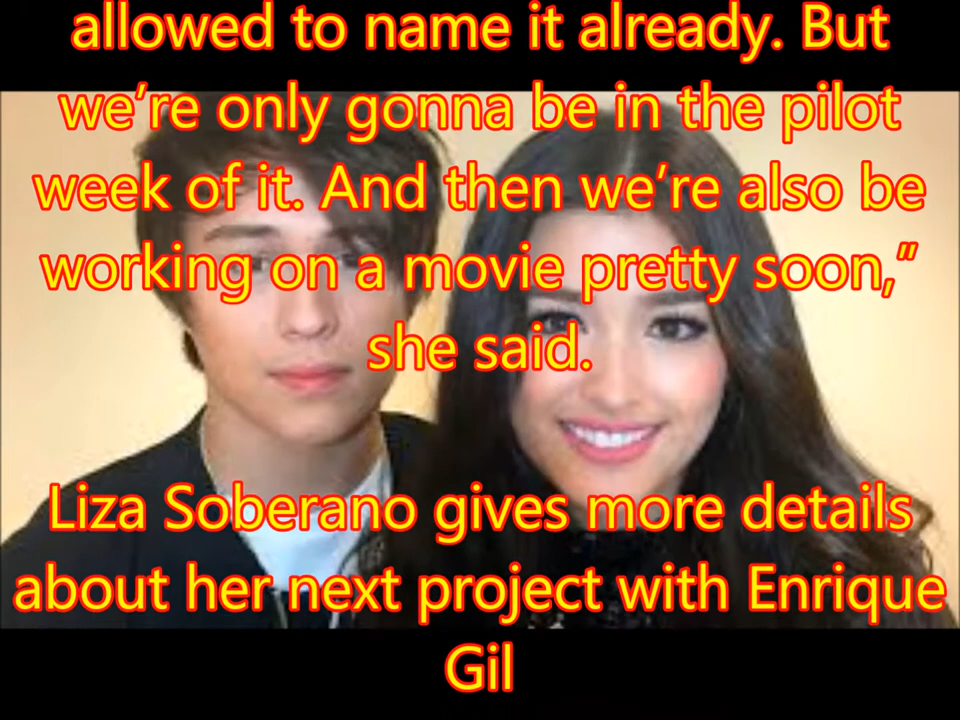 allowed to name it already. But
we’re only gonna be in the pilot
week of it. And then we’re also be
working on a movie pretty soon,”
she said.
Liza Soberano gives more details
about her next project with Enrique
Gil